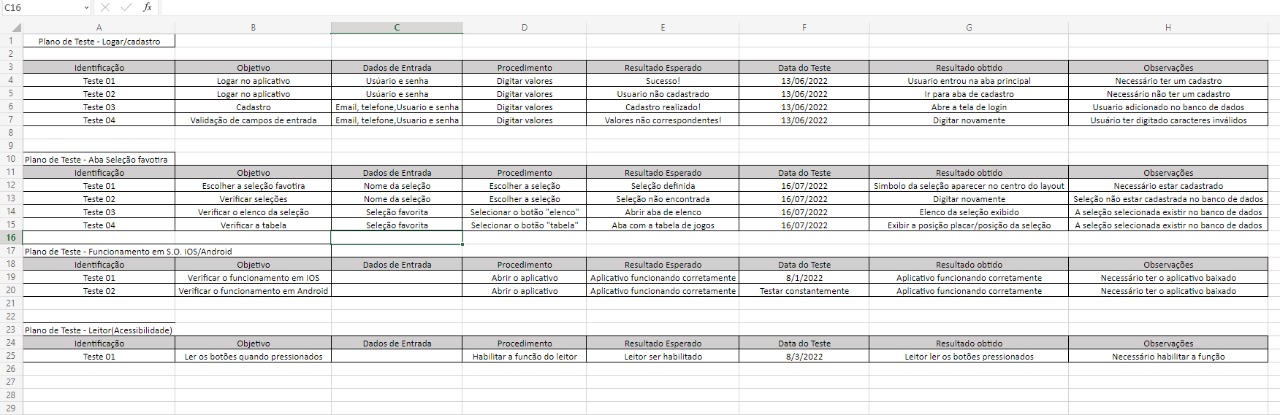 C16 fx
A B C D E F G H
1 Plano de Teste - Logar/cadastro
2
3 Identificação Objetivo Dados de Entrada Procedimento Resultado Esperado Data do Teste Resultado obtido Observações
4 Teste 01 Logar no aplicativo Usúario e senha Digitar valores Sucesso! 13/06/2022 Usuario entrou na aba principal Necessário ter um cadastro
5 Teste 02 Logar no aplicativo Usúario e senha Digitar valores Usuario não cadastrado 13/06/2022 Ir para aba de cadastro Necessário não ter um cadastro
6 Teste 03 Cadastro Email, telefone,Usuario e senha Digitar valores Cadastro realizado! 13/06/2022 Abre a tela de login Usuario adicionado no banco de dados
7 Teste 04 Validação de campos de entrada Email, telefone,Usuario e senha Digitar valores Valores não correspondentes! 13/06/2022 Digitar novamente Usuário ter digitado caracteres inválidos
8
9
10 Plano de Teste - Aba Seleção favotira
11 Identificação Objetivo Dados de Entrada Procedimento Resultado Esperado Data do Teste Resultado obtido Observações
12 Teste 01 Escolher a seleção favotira Nome da seleção Escolher a seleção Seleção definida 16/07/2022 Simbolo da seleção aparecer no centro do layout Necessário estar cadastrado
13 Teste 02 Verificar seleções Nome da seleção Escolher a seleção Seleção não encontrada 16/07/2022 Digitar novamente Seleção não estar cadastrada no banco de dados
14 Teste 03 Verificar o elenco da seleção Seleção favorita Selecionar o botão "elenco" Abrir aba de elenco 16/07/2022 Elenco da seleção exibido A seleção selecionada existir no banco de dados
15 Teste 04 Verificar a tabela Seleção favorita Selecionar o botão "tabela" Aba com a tabela de jogos 16/07/2022 Exibir a posição placar/posição da seleção A seleção selecionada existir no banco de dados
16
17 Plano de Teste - Funcionamento em S.O. IOS/Android
18 Identificação Objetivo Dados de Entrada Procedimento Resultado Esperado Data do Teste Resultado obtido Observações
19 Teste 01 Verificar o funcionamento em IOS Abrir o aplicativo Aplicativo funcionando corretamente 8/1/2022 Aplicativo funcionando corretamente Necessário ter o aplicativo baixado
20 Teste 02 Verificar o funcionamento em Android Abrir o aplicativo Aplicativo funcionando corretamente Testar constantemente Aplicativo funcionando corretamente Necessário ter o aplicativo baixado
21
22
23 Plano de Teste - Leitor(Acessibilidade)
24 Identificação Objetivo Dados de Entrada Procedimento Resultado Esperado Data do Teste Resultado obtido Observações
25 Teste 01 Ler os botões quando pressionados Habilitar a funcão do leitor Leitor ser habilitado 8/3/2022 Leitor ler os botões pressionados Necessário habilitar a função
26
27
28
29